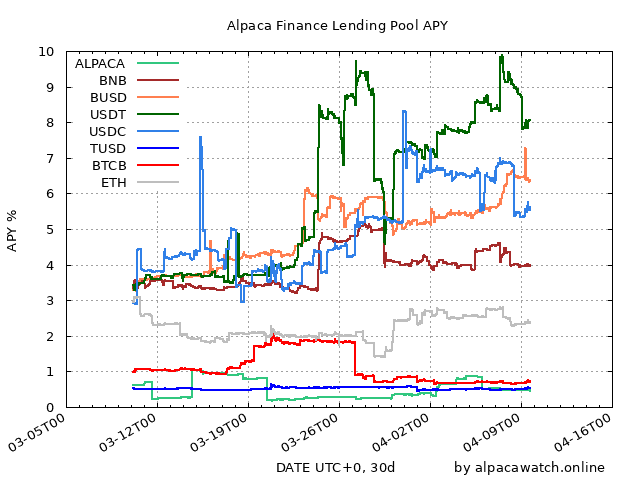 Alpaca Finance Lending Pool APY
10
9
8
7
6
5
4
3
2
1
0
APY %
ALPACA
BNB
BUSD
USDT
USDC
TUSD
BTCB
ETH
03-05T00
03-12T00
03-19T00
03-26T00
04-02T00
04-09T00
04-16T00
DATE UTC+0, 30d
by alpacawatch.online